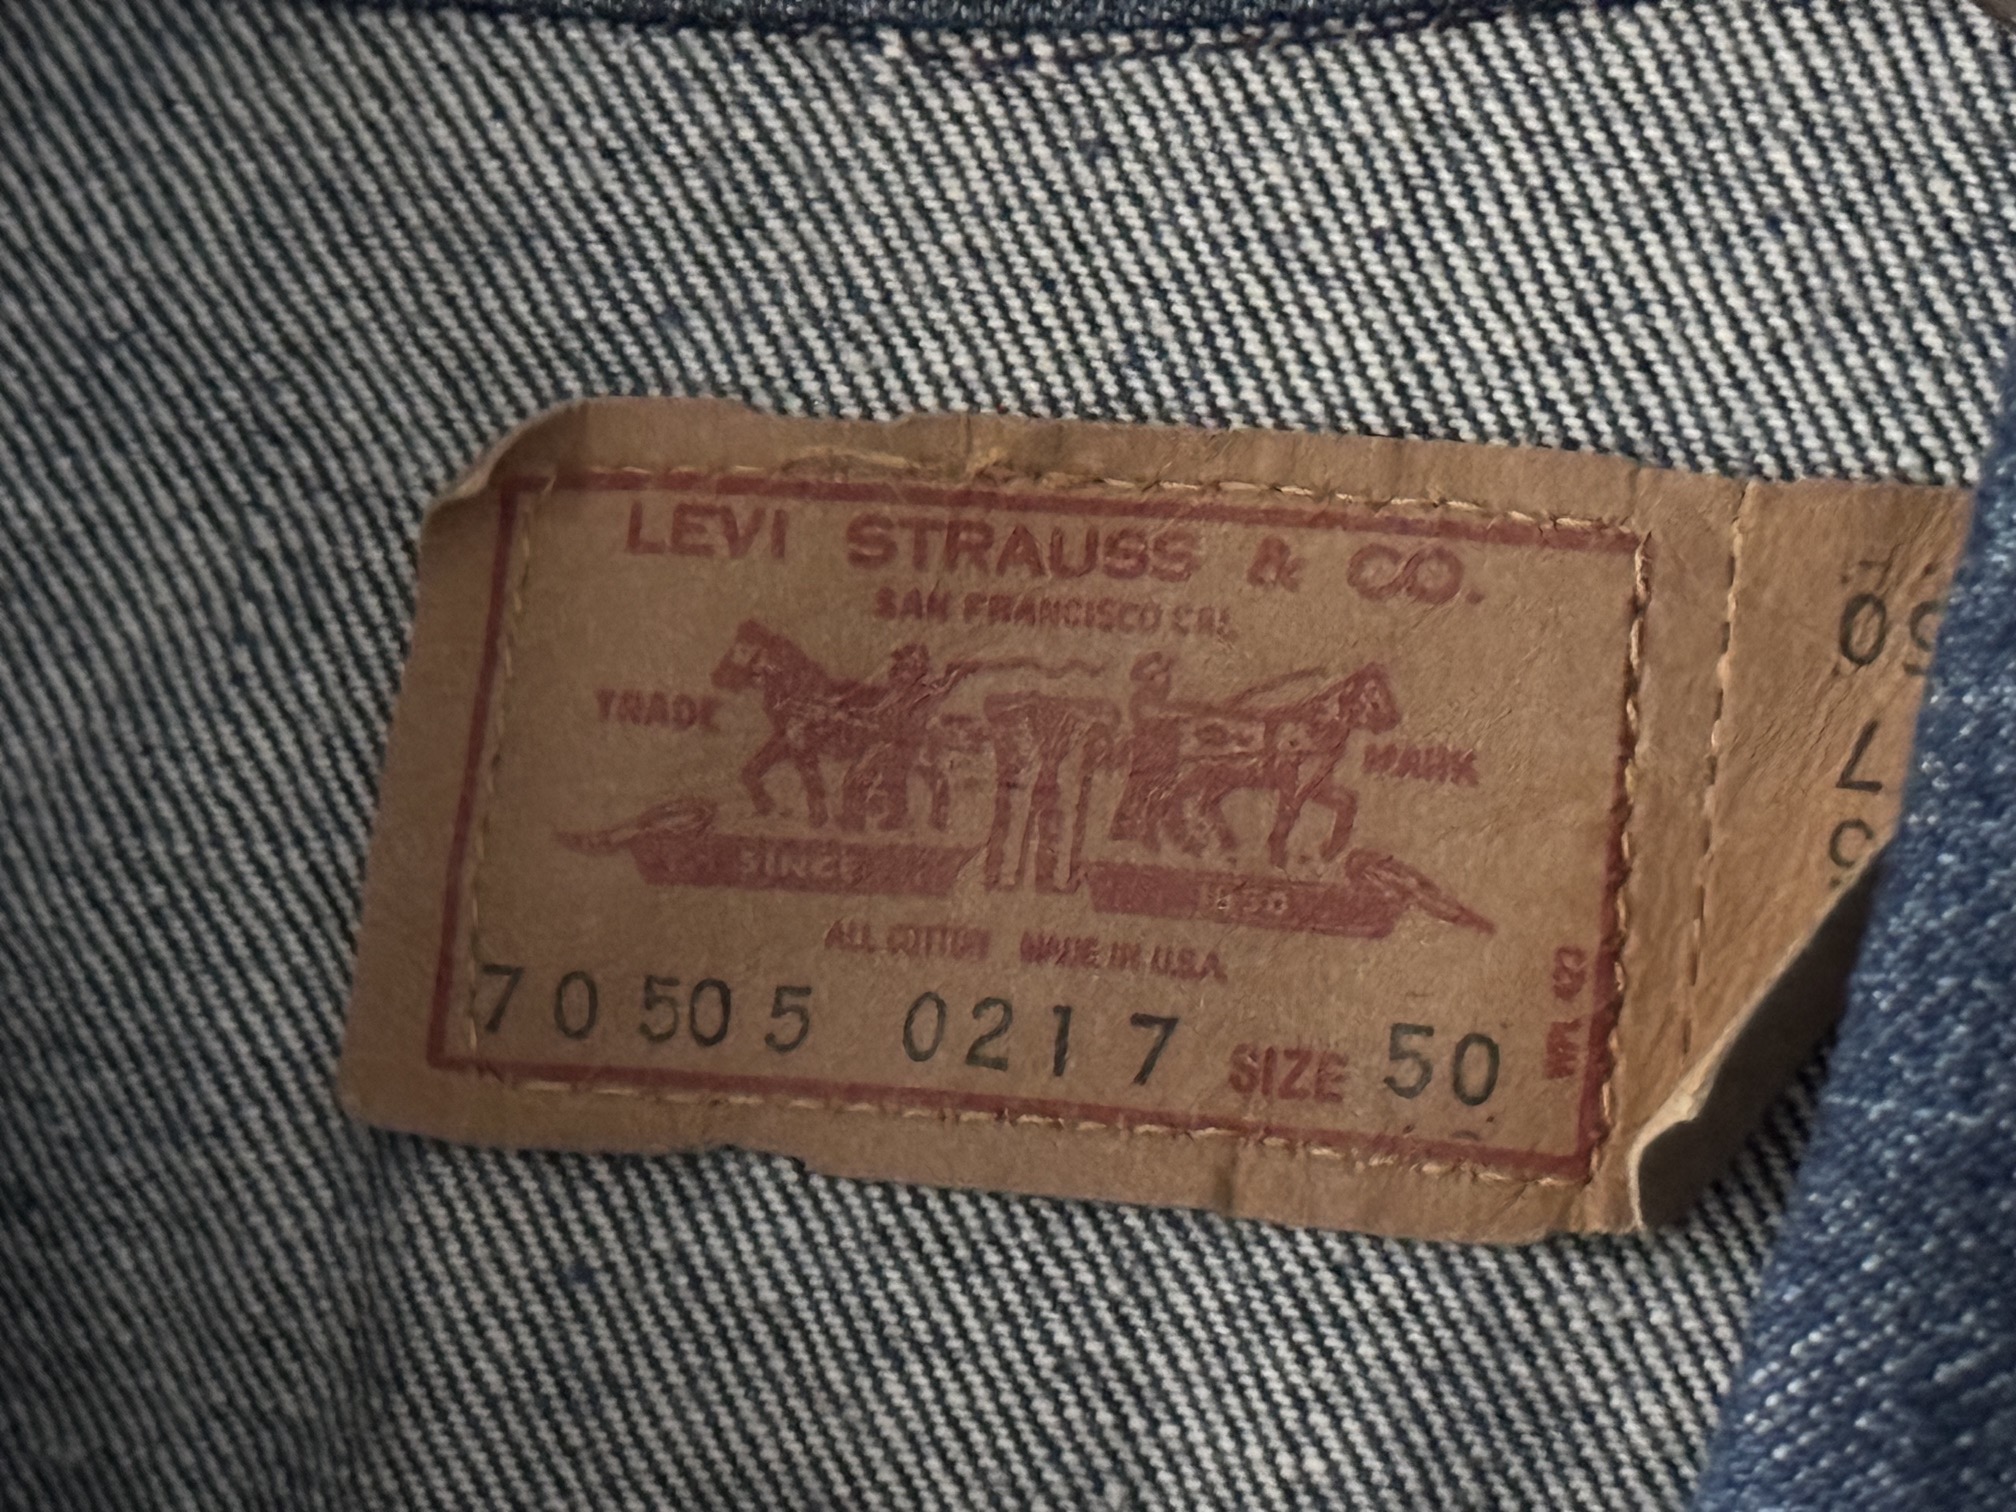 LEVI STRAUSS & CO.
SAN FRANCISCO CAL
TRADE MARK
SINCE 1850
ALL COTTON MADE IN U.S.A.
70505 0217 SIZE 50